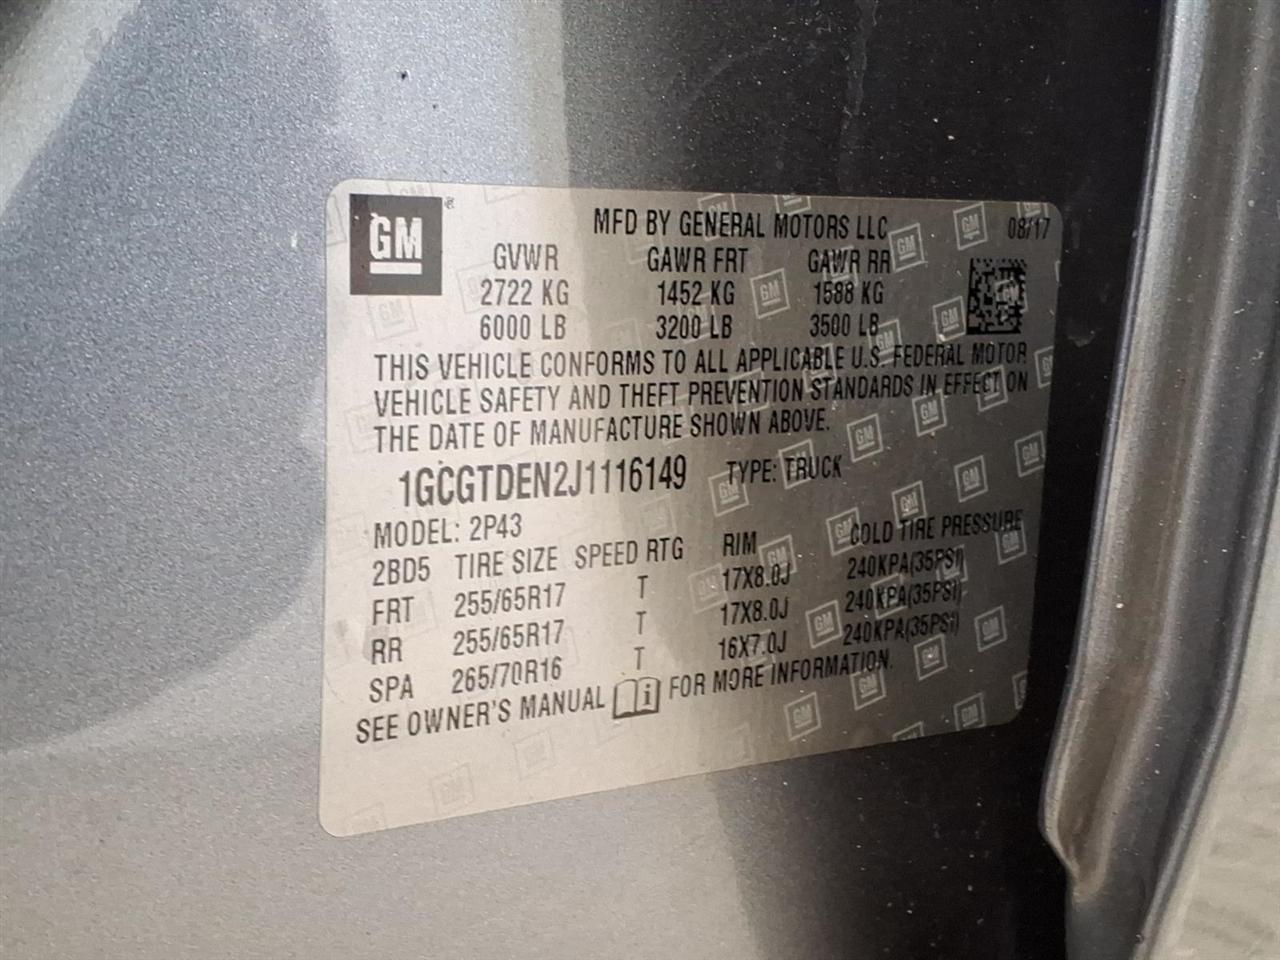 GM
MFD BY GENERAL MOTORS LLC 08/17
GVWR GAWR FRT GAWR RR
2722 KG 1452 KG 1588 KG
6000 LB 3200 LB 3500 LB
THIS VEHICLE CONFORMS TO ALL APPLICABLE U.S. FEDERAL MOTOR
VEHICLE SAFETY AND THEFT PREVENTION STANDARDS IN EFFECT ON
THE DATE OF MANUFACTURE SHOWN ABOVE.
1GCGTDEN2J1116149 TYPE: TRUCK
MODEL: 2P43
2BD5 TIRE SIZE SPEED RTG RIM COLD TIRE PRESSURE
FRT 255/65R17 T 17X8.0J 240KPA(35PSI)
RR 255/65R17 T 17X8.0J 240KPA(35PSI)
SPA 265/70R16 T 16X7.0J 240KPA(35PSI)
SEE OWNER'S MANUAL i FOR MORE INFORMATION.